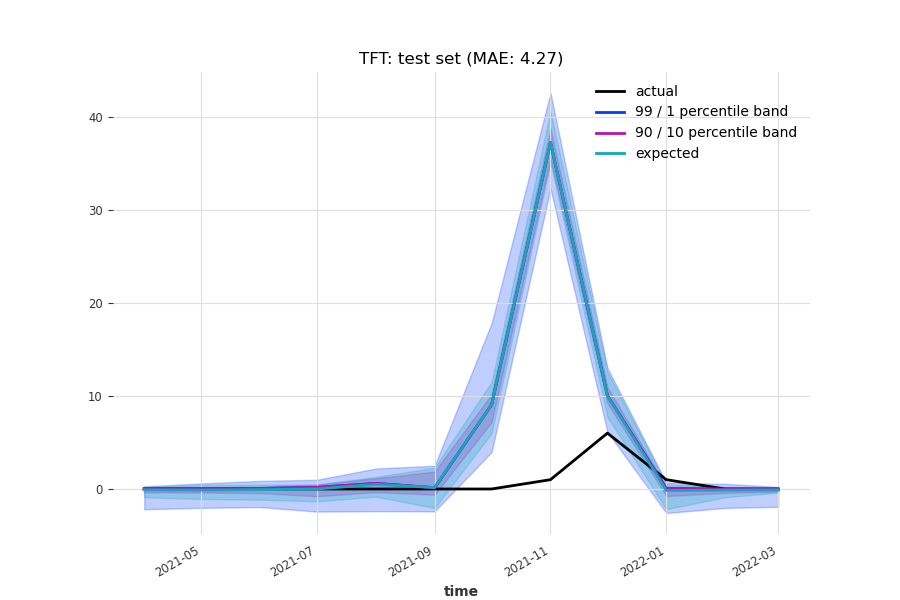 TFT: test set (MAE: 4.27)
actual
99 / 1 percentile band
90 / 10 percentile band
expected
40
30
20
10
0
2021-05
2021-07
2021-09
2021-11
2022-01
2022-03
time